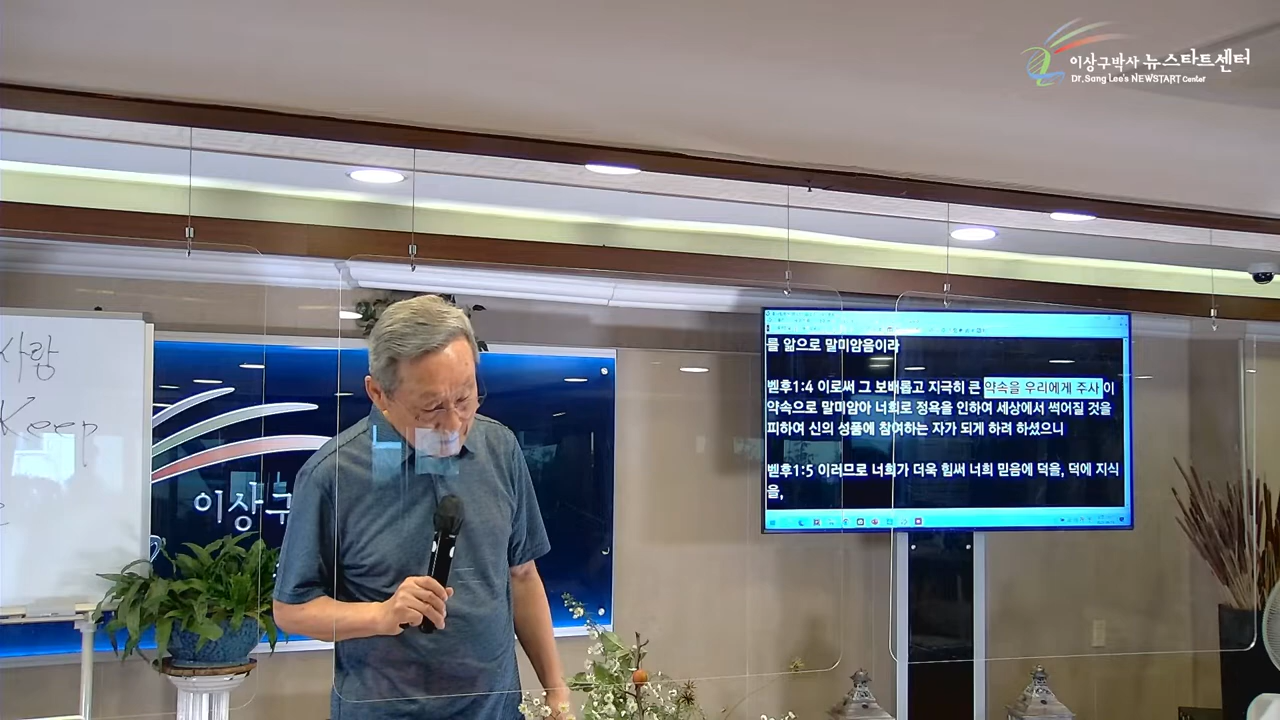 이상구박사 뉴스타트센터
Dr. Sang Lee's NEWSTART Center
사랑
Keep
이상구
를 앎으로 말미암음이라
벧후1:4 이로써 그 보배롭고 지극히 큰 약속을 우리에게 주사 이
약속으로 말미암아 너희로 정욕을 인하여 세상에서 썩어질 것을
피하여 신의 성품에 참여하는 자가 되게 하려 하셨으니
벧후1:5 이러므로 너희가 더욱 힘써 너희 믿음에 덕을, 덕에 지식
을,